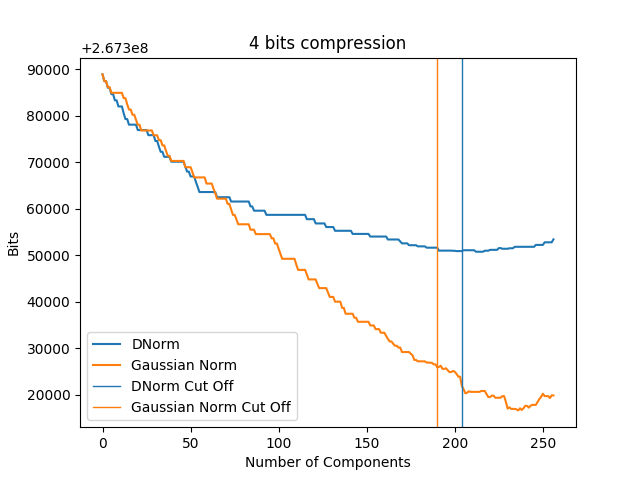 4 bits compression
+2.673e8
90000
80000
70000
60000
50000
40000
30000
20000
Bits
DNorm
Gaussian Norm
DNorm Cut Off
Gaussian Norm Cut Off
0 50 100 150 200 250
Number of Components